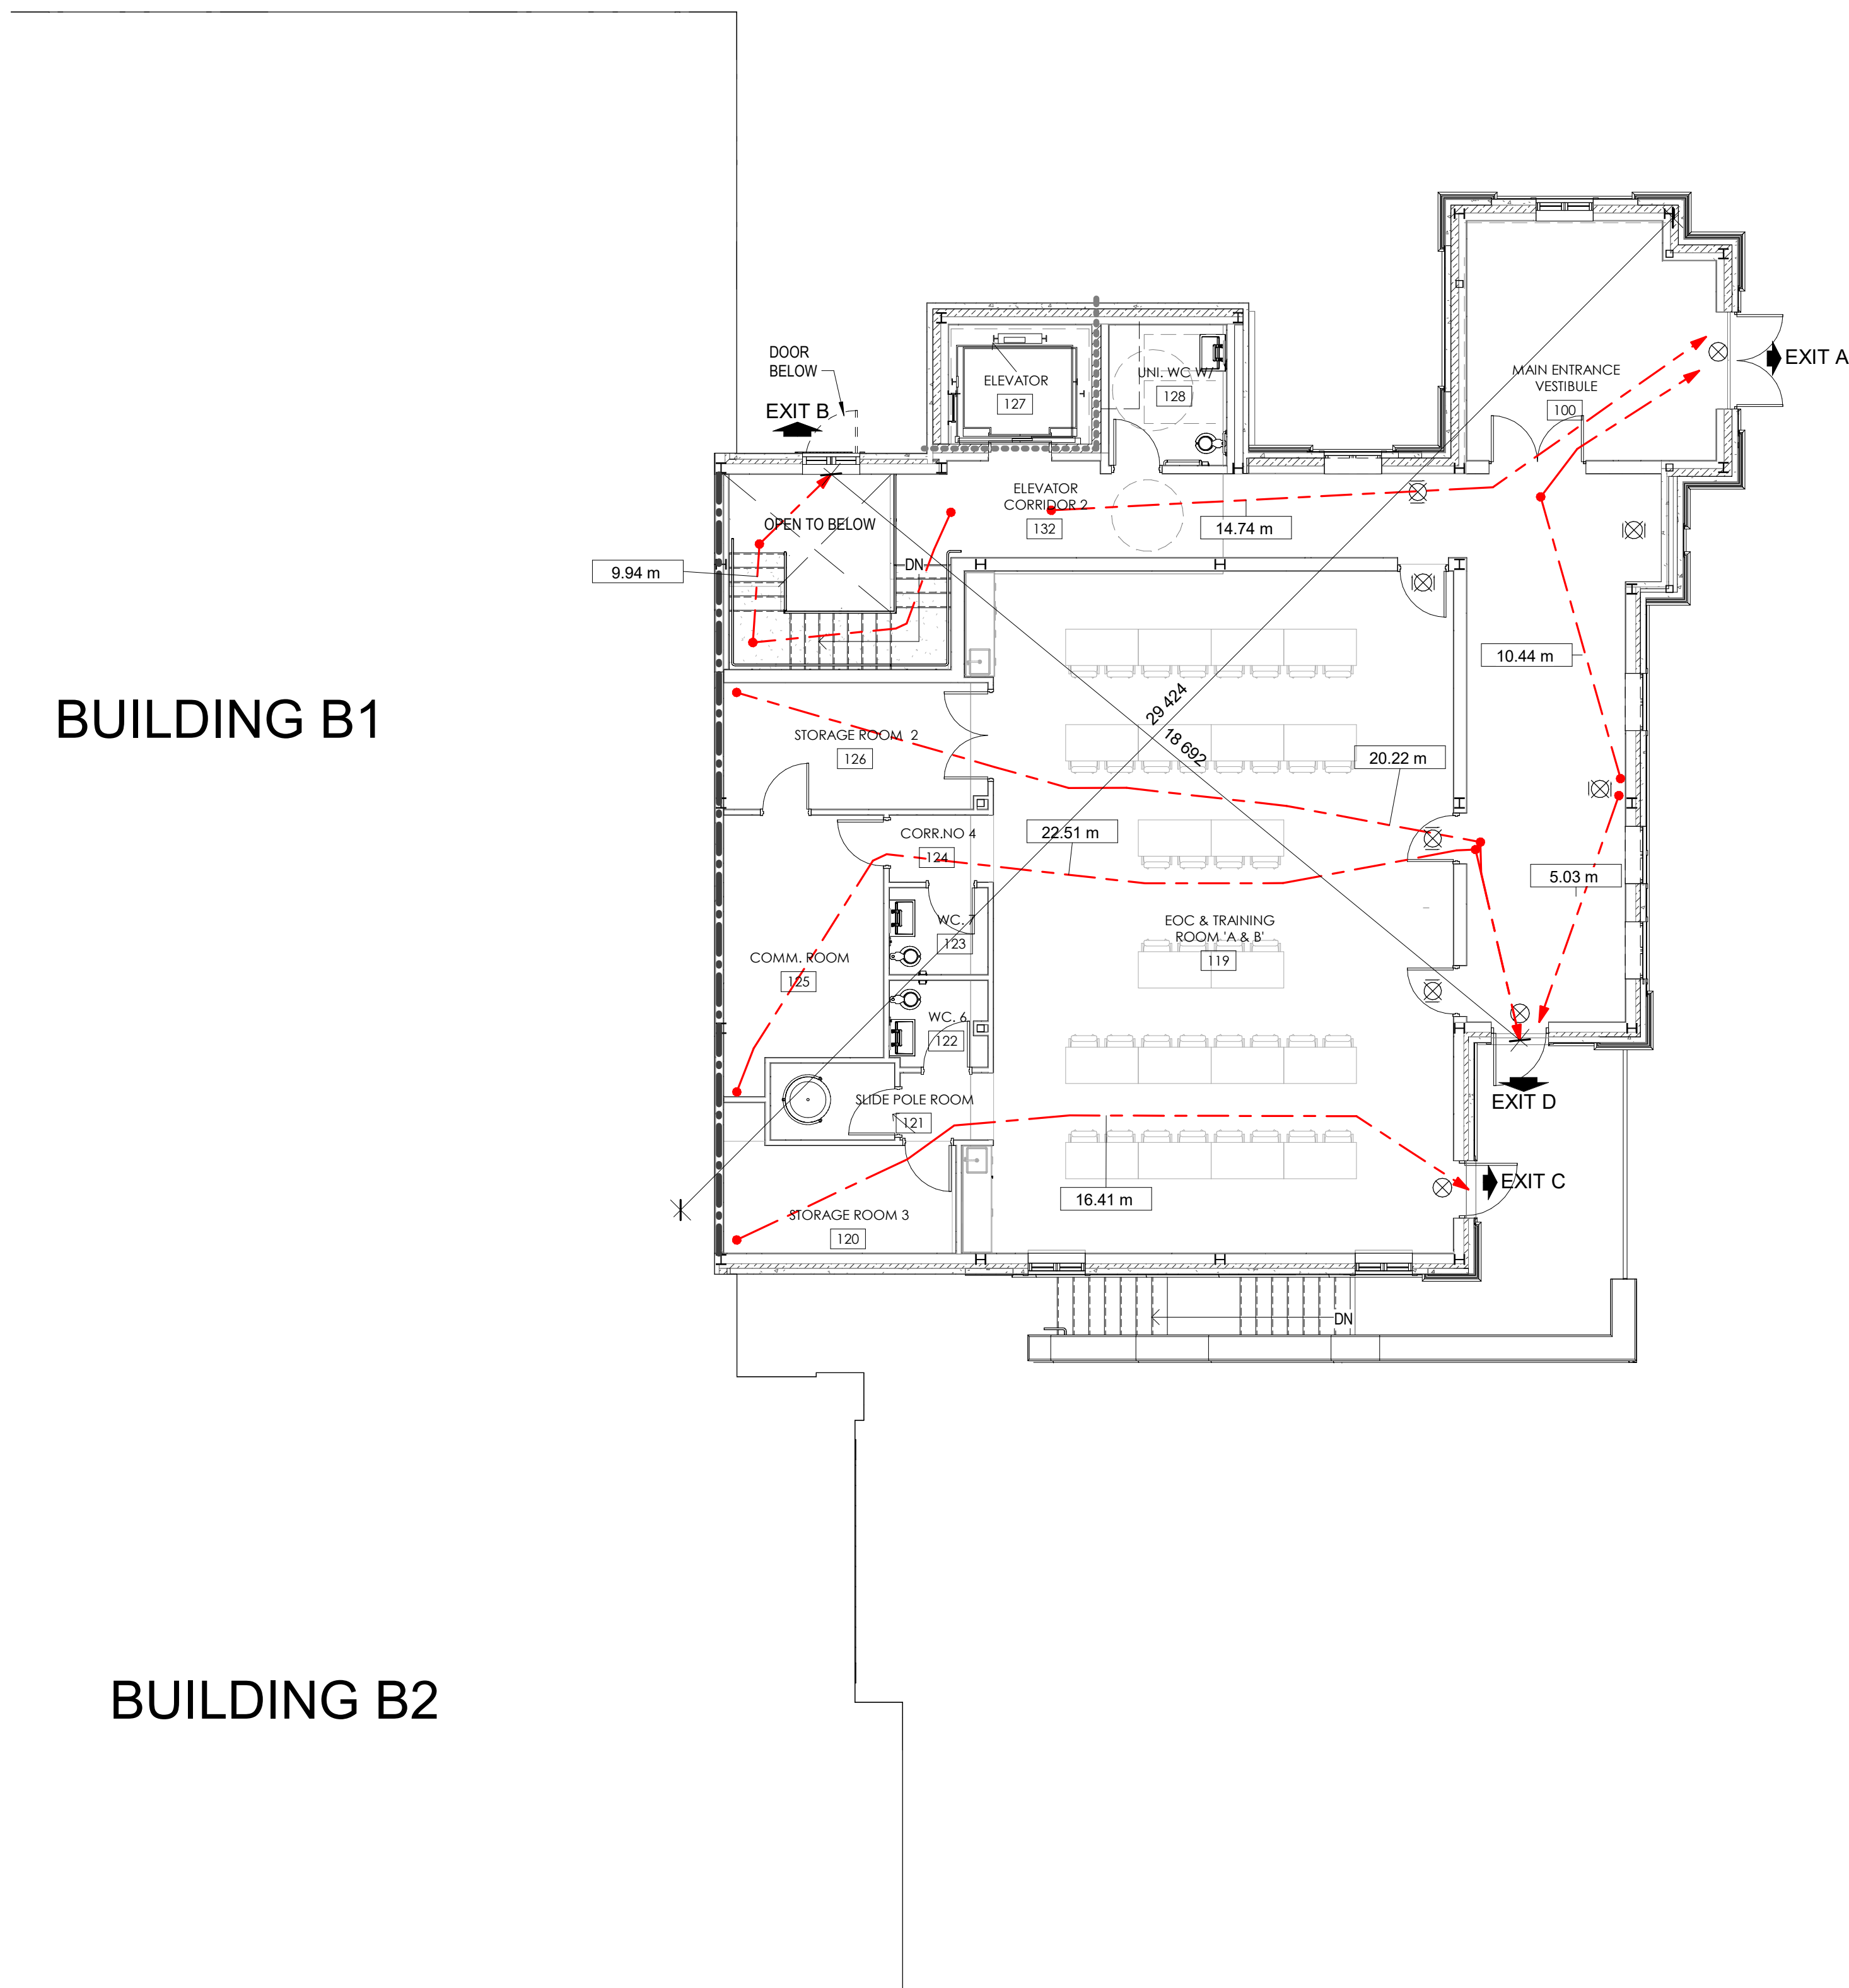 DOOR
BELOW
EXIT B
ELEVATOR
127
UNI. WC W/
128
MAIN ENTRANCE
VESTIBULE
100
EXIT A
OPEN TO BELOW
ELEVATOR
CORRIDOR 2
132
14.74 m
9.94 m
DN
10.44 m
BUILDING B1
STORAGE ROOM 2
126
29 424
18 692
20.22 m
22.51 m
CORR.NO 4
124
5.03 m
WC. 7
123
EOC & TRAINING
ROOM 'A & B'
119
COMM. ROOM
125
WC. 6
122
SLIDE POLE ROOM
121
EXIT D
16.41 m
EXIT C
STORAGE ROOM 3
120
DN
BUILDING B2